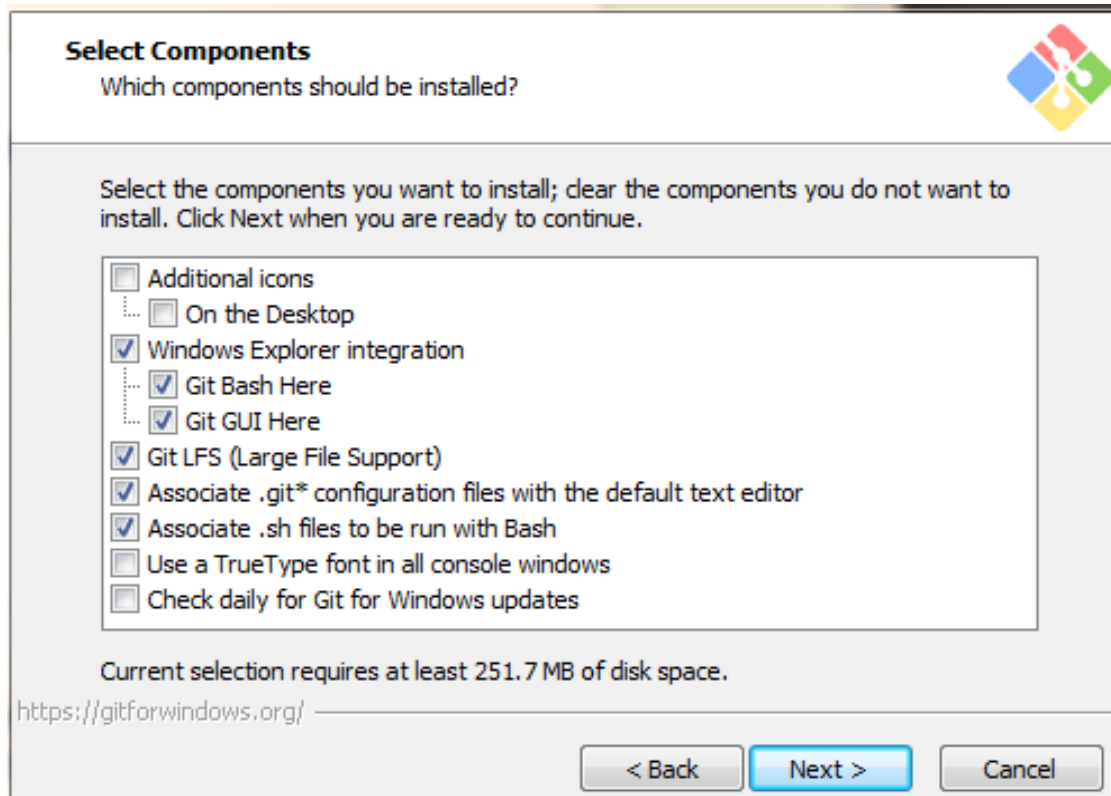 Select Components
Which components should be installed?
Select the components you want to install; clear the components you do not want to
install. Click Next when you are ready to continue.
Additional icons
On the Desktop
Windows Explorer integration
Git Bash Here
Git GUI Here
Git LFS (Large File Support)
Associate .git* configuration files with the default text editor
Associate .sh files to be run with Bash
Use a TrueType font in all console windows
Check daily for Git for Windows updates
Current selection requires at least 251.7 MB of disk space.
https://gitforwindows.org/
< Back Next > Cancel